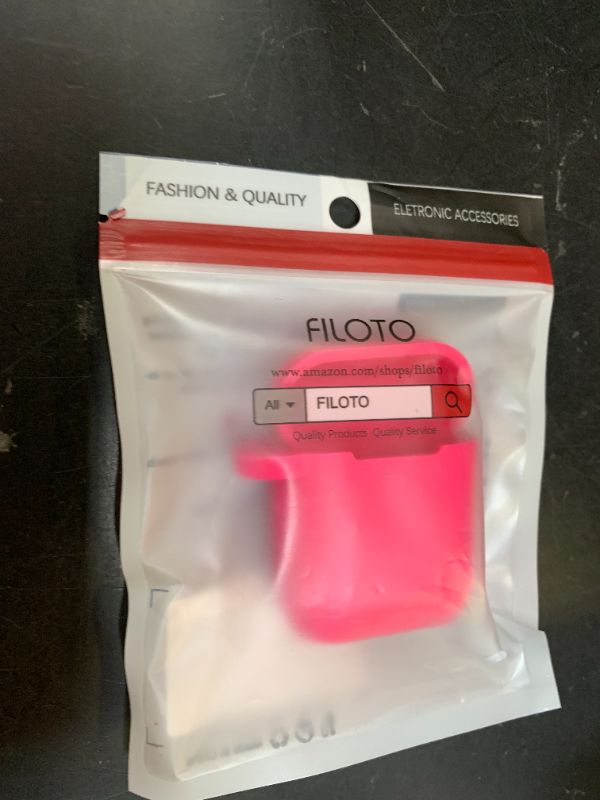 FASHION & QUALITY
ELETRONIC ACCESSORIES
FILOTO
www.amazon.com/shops/filoto
All
FILOTO
Quality Products Quality Service